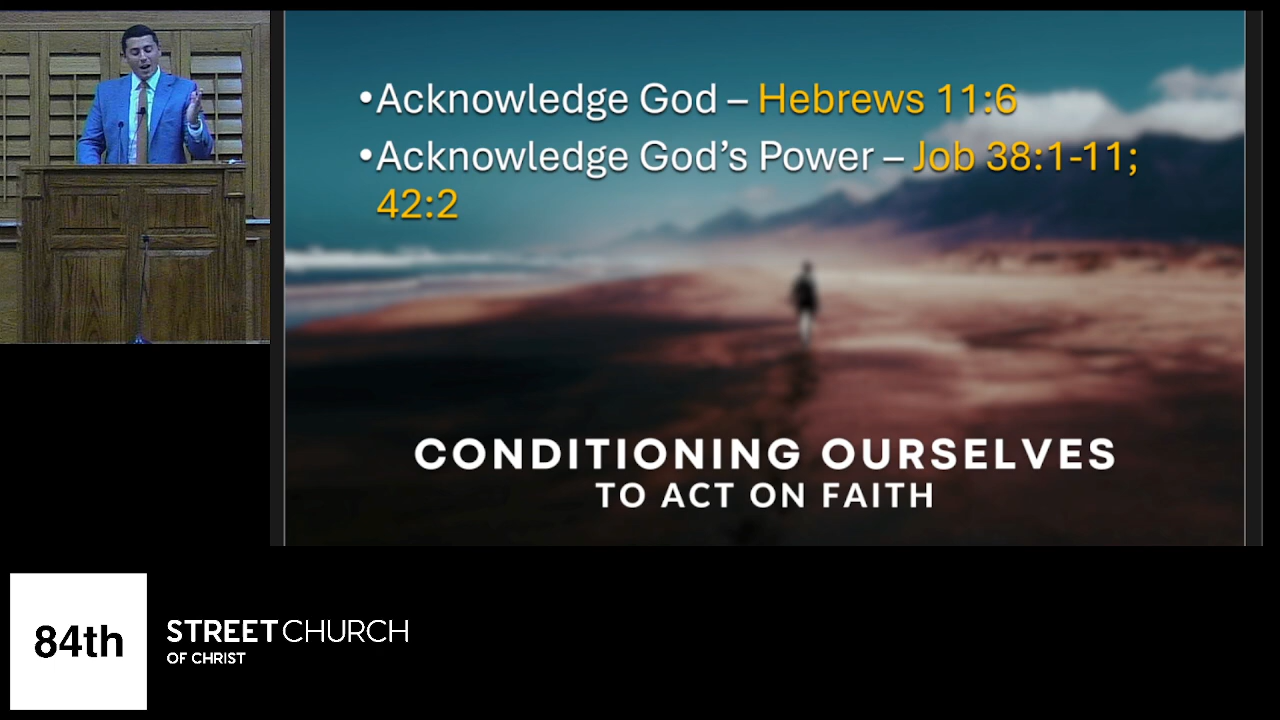 •Acknowledge God – Hebrews 11:6
•Acknowledge God’s Power – Job 38:1-11;
42:2
CONDITIONING OURSELVES
TO ACT ON FAITH
84th
STREET CHURCH
OF CHRIST